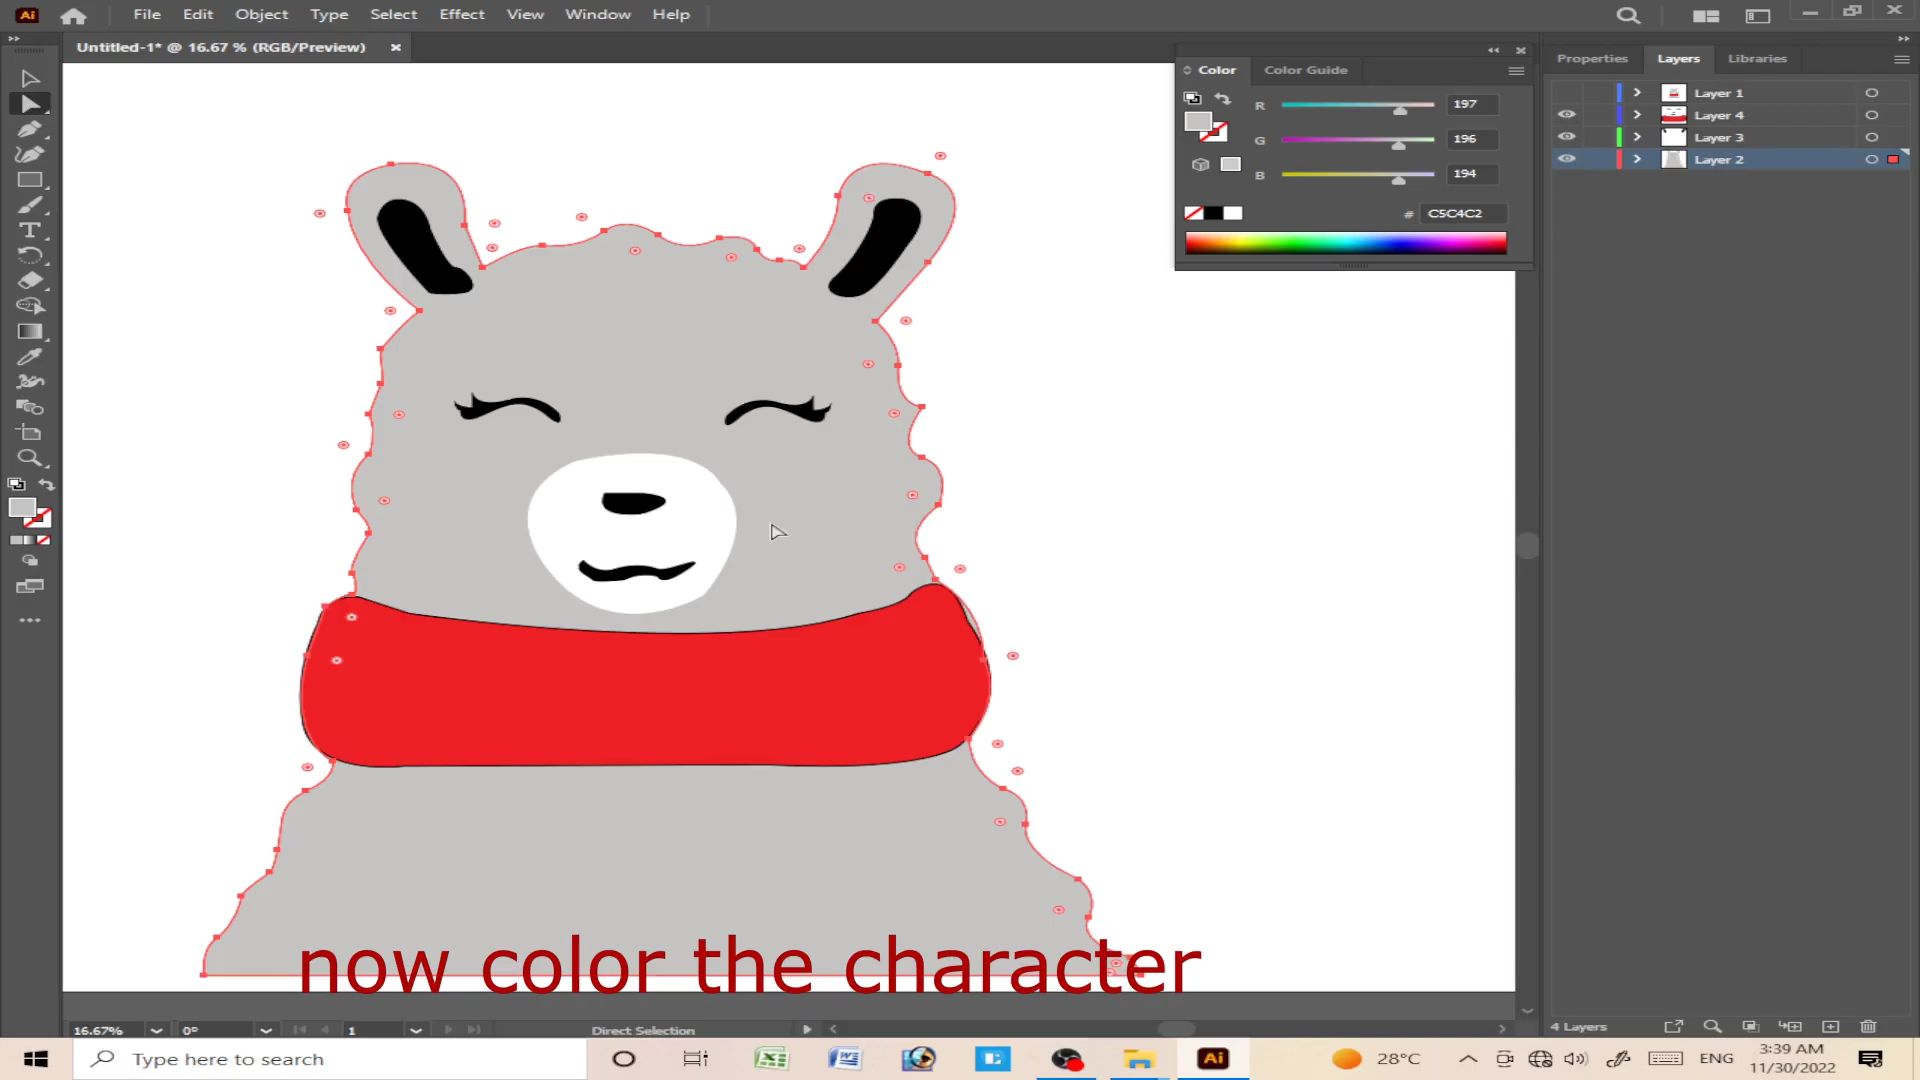 Ai File Edit Object Type Select Effect View Window Help
Untitled-1* @ 16.67 % (RGB/Preview)
Color Color Guide
R 197
G 196
B 194
# C5C4C2
Properties Layers Libraries
Layer 1
Layer 4
Layer 3
Layer 2
now color the character
16.67% 0° 1 Direct Selection
4 Layers
Type here to search
Ai
28°C
ENG
3:39 AM
11/30/2022